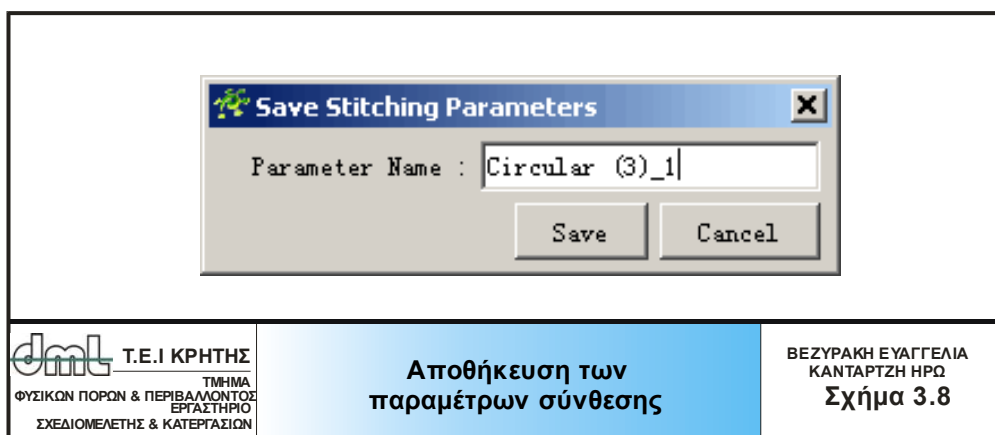 Save Stitching Parameters
Parameter Name : Circular (3)_1
Save Cancel
dml Τ.Ε.Ι ΚΡΗΤΗΣ
ΤΜΗΜΑ
ΦΥΣΙΚΩΝ ΠΟΡΩΝ & ΠΕΡΙΒΑΛΛΟΝΤΟΣ
ΕΡΓΑΣΤΗΡΙΟ
ΣΧΕΔΙΟΜΕΛΕΤΗΣ & ΚΑΤΕΡΓΑΣΙΩΝ
Αποθήκευση των
παραμέτρων σύνθεσης
ΒΕΖΥΡΑΚΗ ΕΥΑΓΓΕΛΙΑ
ΚΑΝΤΑΡΤΖΗ ΗΡΩ
Σχήμα 3.8